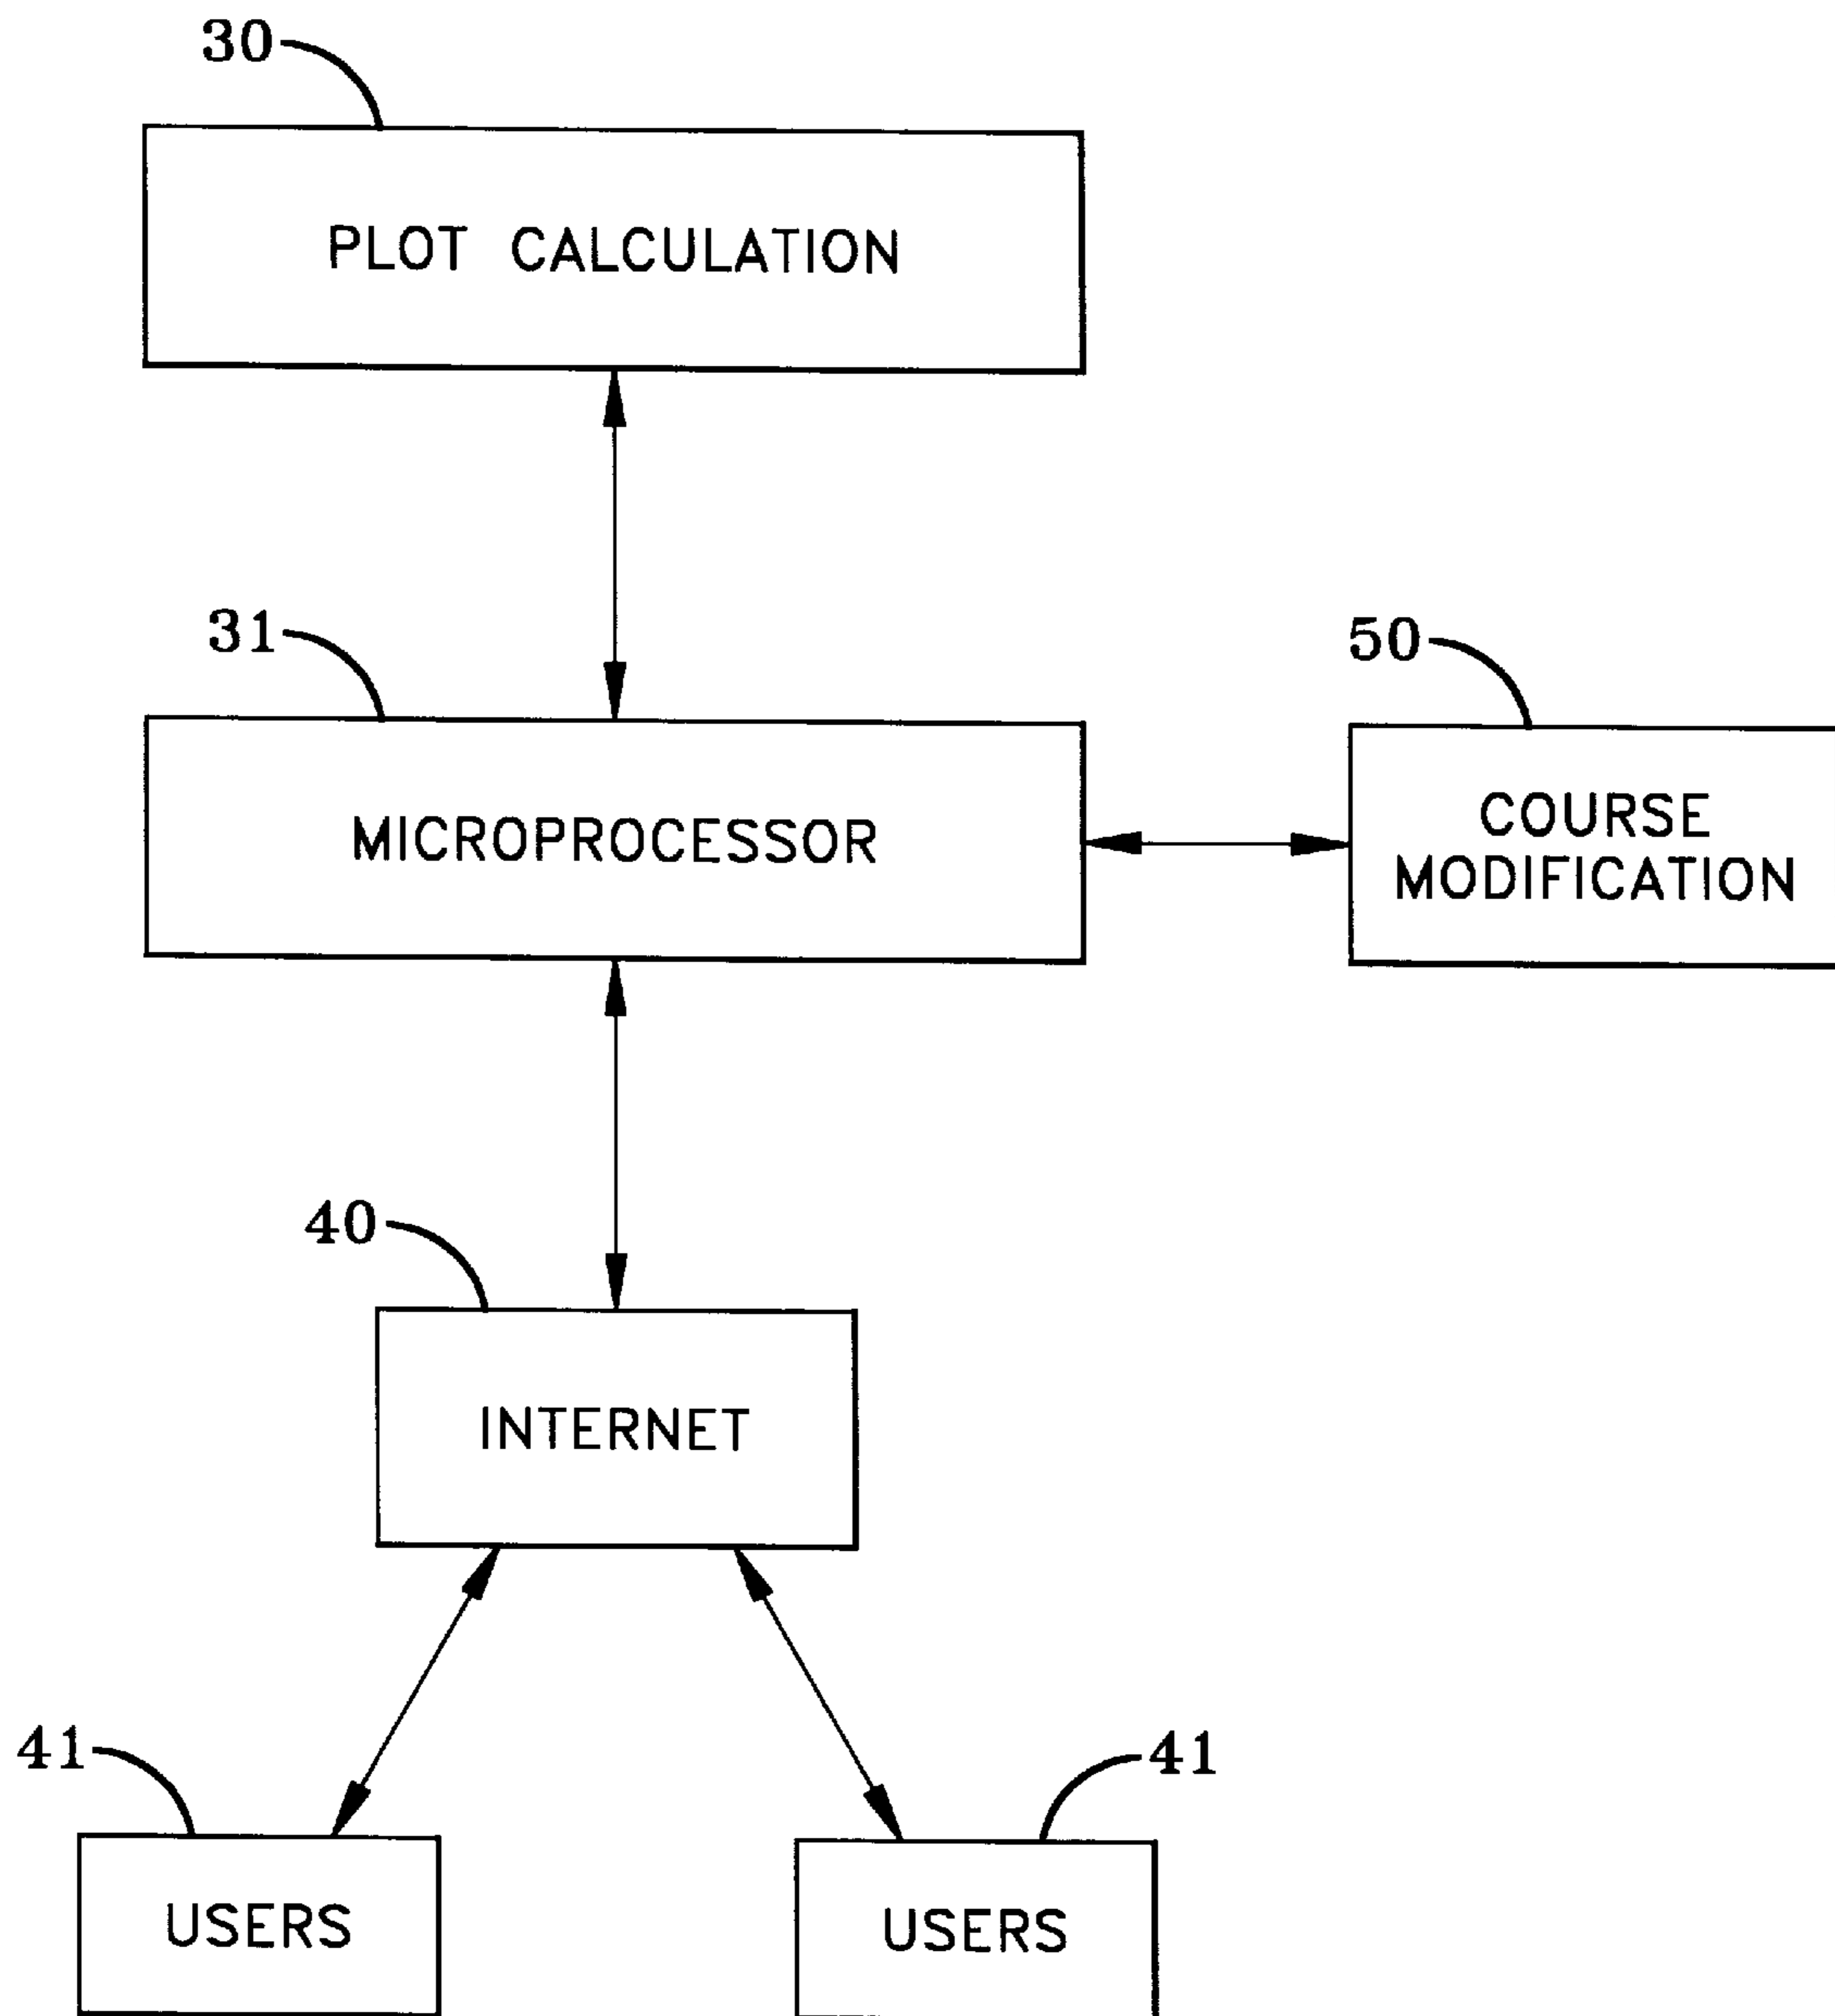 30
PLOT CALCULATION
31
MICROPROCESSOR
50
COURSE
MODIFICATION
40
INTERNET
41
USERS
41
USERS